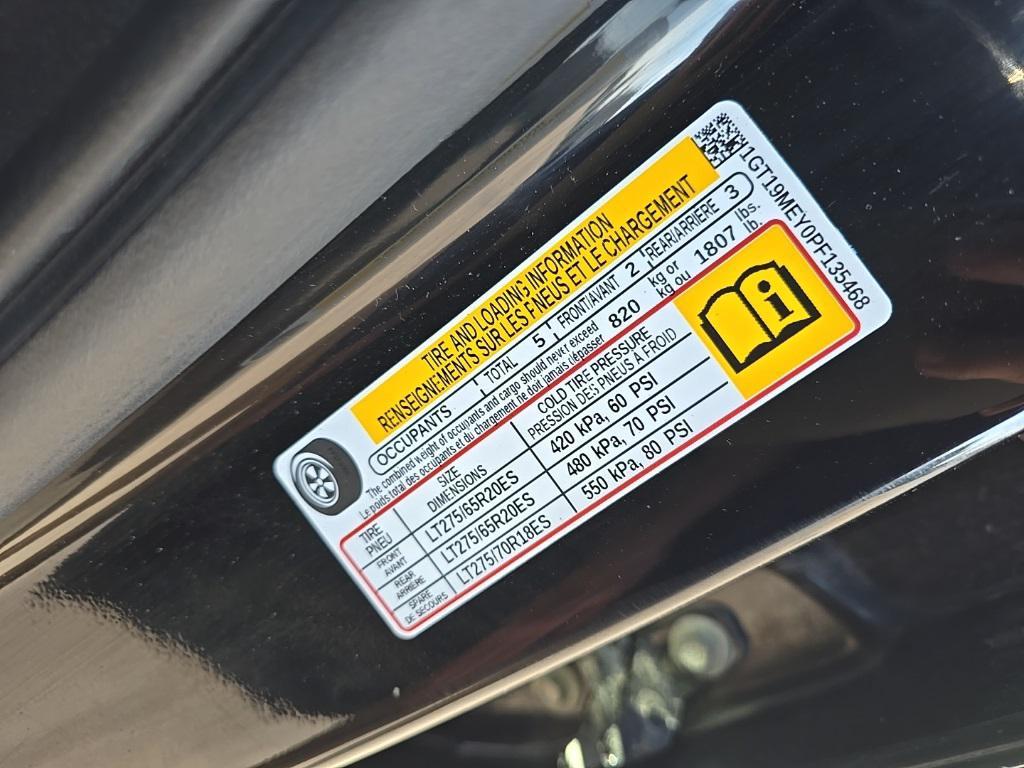 TIRE AND LOADING INFORMATION
RENSEIGNEMENTS SUR LES PNEUS ET LE CHARGEMENT
1GT19MEY0PF135468
OCCUPANTS TOTAL 5 FRONT/AVANT 2 REAR/ARRIÈRE 3
The combined weight of occupants and cargo should never exceed 820 kg or 1807 lbs.
Le poids total des occupants et du chargement ne doit jamais dépasser kg ou lb.
TIRE SIZE COLD TIRE PRESSURE
PNEU DIMENSIONS PRESSION DES PNEUS À FROID
FRONT
AVANT LT275/65R20ES 420 kPa, 60 PSI
REAR
ARRIÈRE LT275/65R20ES 480 kPa, 70 PSI
SPARE
DE SECOURS LT275/70R18ES 550 kPa, 80 PSI